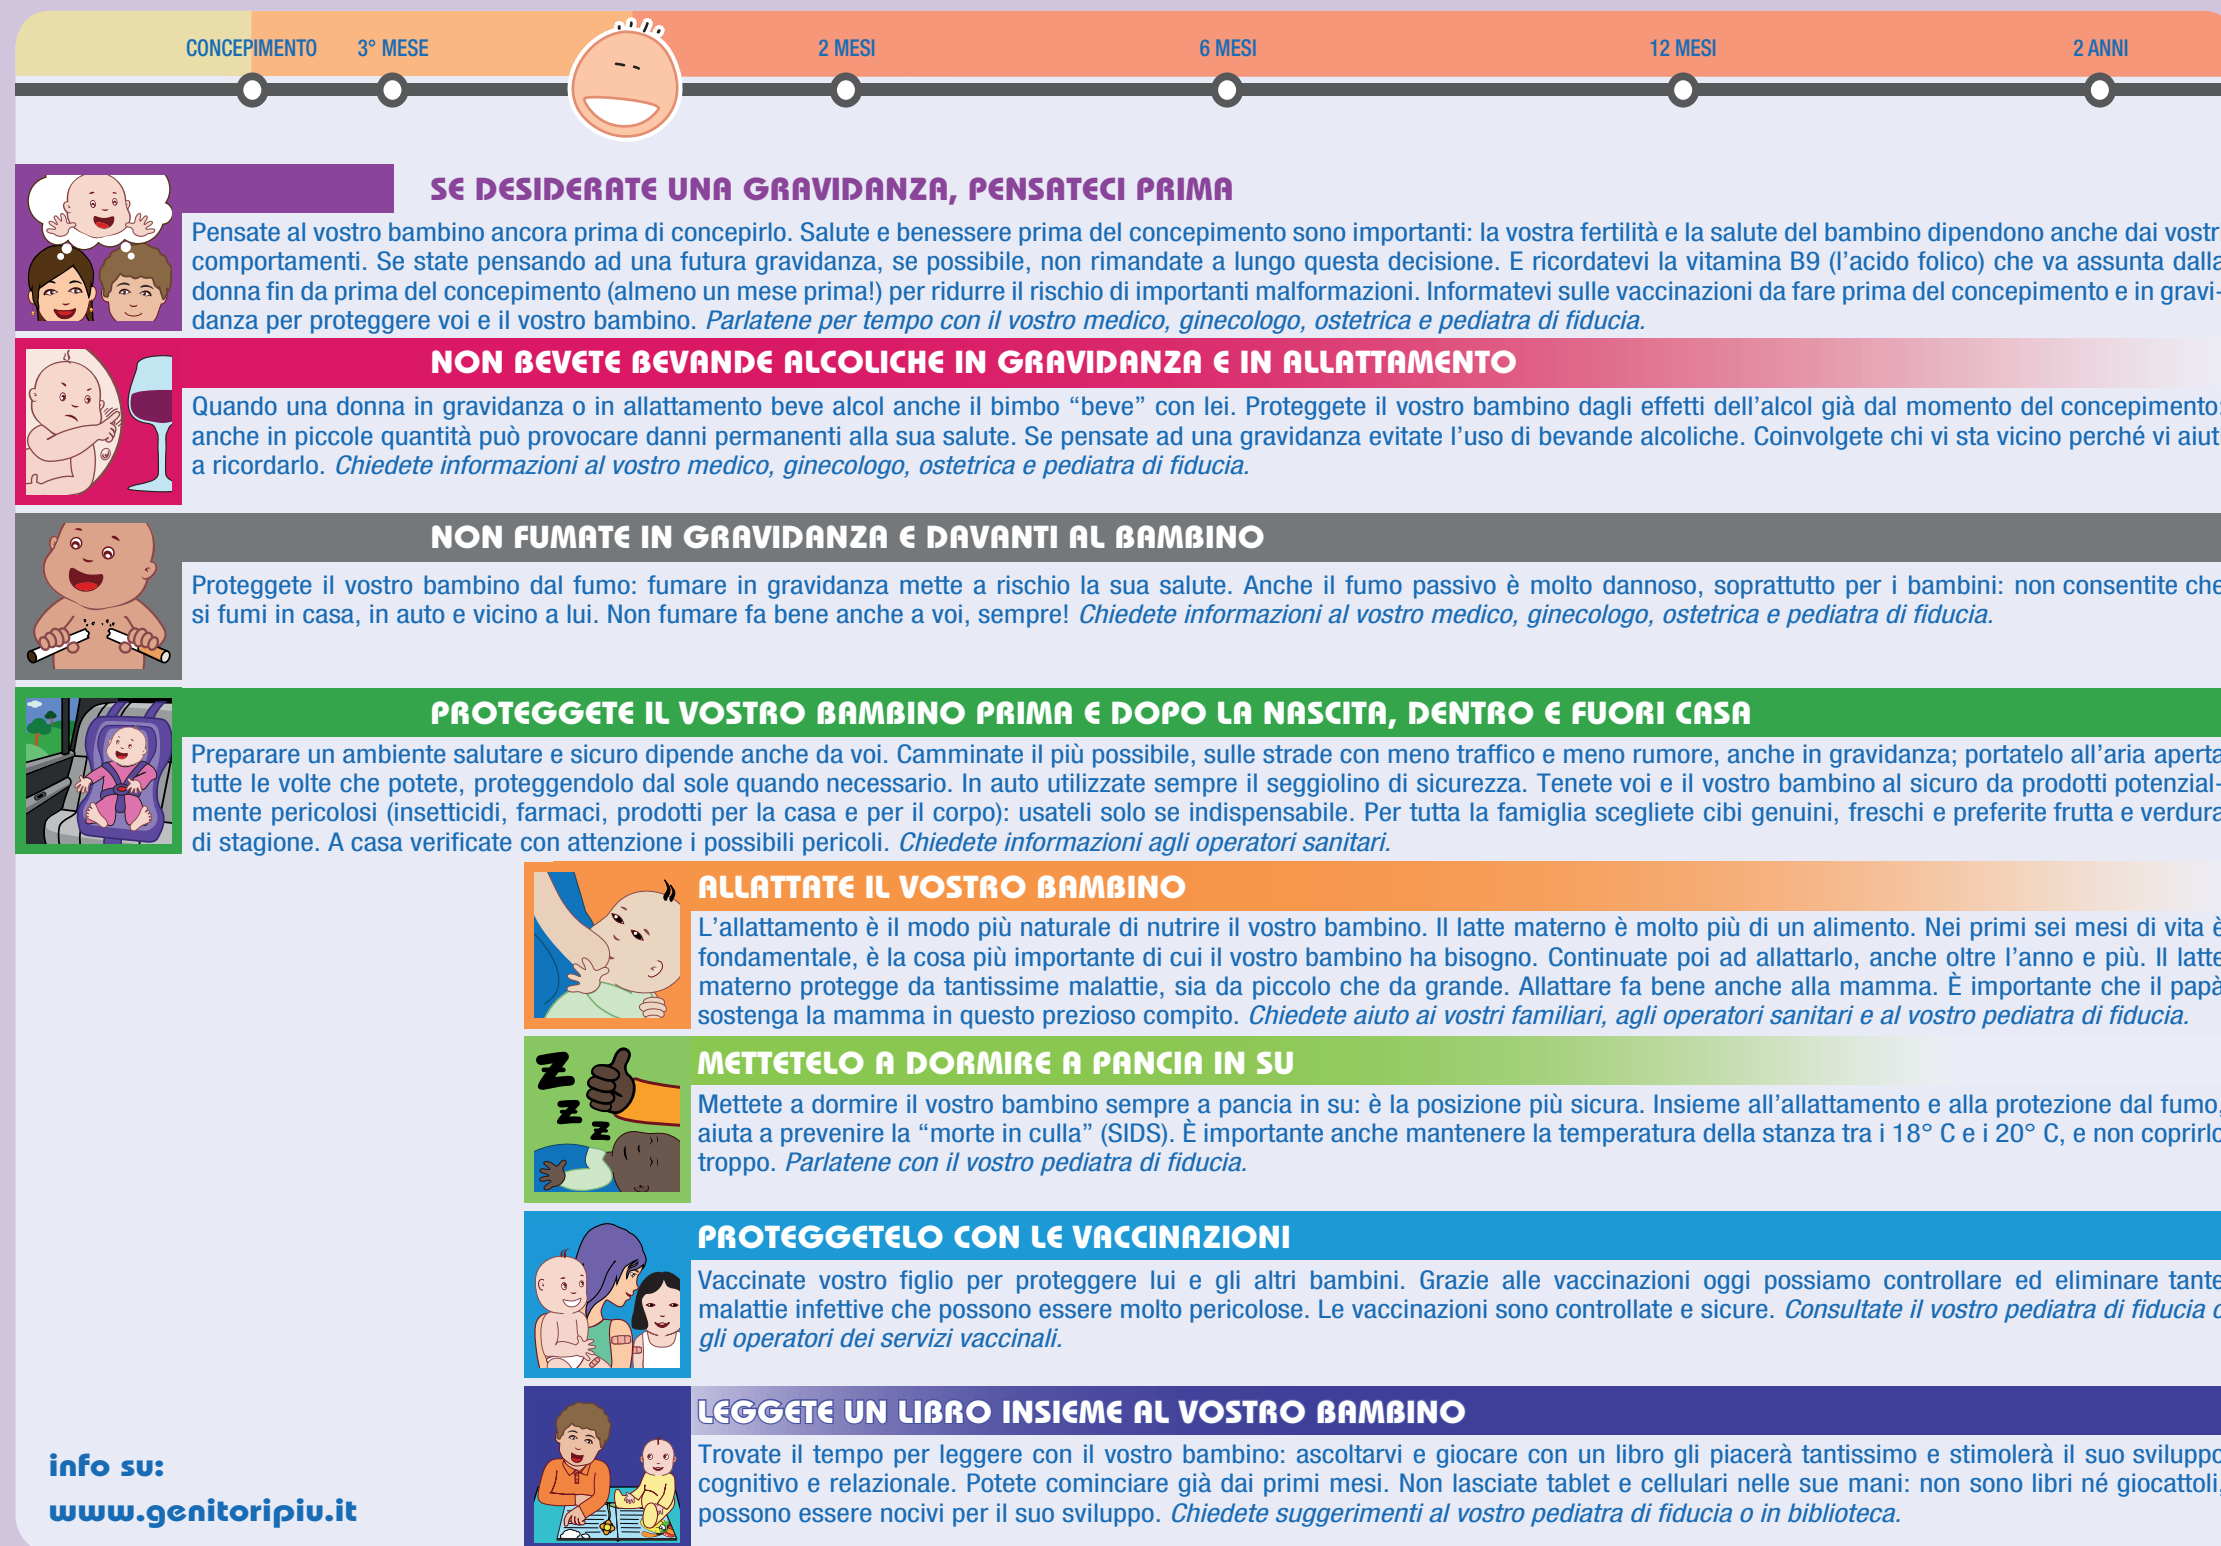 CONCEPIMENTO 3° MESE 2 MESI 6 MESI 12 MESI 2 ANNI
SE DESIDERATE UNA GRAVIDANZA, PENSATECI PRIMA
Pensate al vostro bambino ancora prima di concepirlo. Salute e benessere prima del concepimento sono importanti: la vostra fertilità e la salute del bambino dipendono anche dai vostri
comportamenti. Se state pensando ad una futura gravidanza, se possibile, non rimandate a lungo questa decisione. E ricordatevi la vitamina B9 (l'acido folico) che va assunta dalla
donna fin da prima del concepimento (almeno un mese prima!) per ridurre il rischio di importanti malformazioni. Informatevi sulle vaccinazioni da fare prima del concepimento e in gravi-
danza per proteggere voi e il vostro bambino. Parlatene per tempo con il vostro medico, ginecologo, ostetrica e pediatra di fiducia.
NON BEVETE BEVANDE ALCOLICHE IN GRAVIDANZA E IN ALLATTAMENTO
Quando una donna in gravidanza o in allattamento beve alcol anche il bimbo “beve” con lei. Proteggete il vostro bambino dagli effetti dell'alcol già dal momento del concepimento:
anche in piccole quantità può provocare danni permanenti alla sua salute. Se pensate ad una gravidanza evitate l'uso di bevande alcoliche. Coinvolgete chi vi sta vicino perché vi aiuti
a ricordarlo. Chiedete informazioni al vostro medico, ginecologo, ostetrica e pediatra di fiducia.
NON FUMATE IN GRAVIDANZA E DAVANTI AL BAMBINO
Proteggete il vostro bambino dal fumo: fumare in gravidanza mette a rischio la sua salute. Anche il fumo passivo è molto dannoso, soprattutto per i bambini: non consentite che
si fumi in casa, in auto e vicino a lui. Non fumare fa bene anche a voi, sempre! Chiedete informazioni al vostro medico, ginecologo, ostetrica e pediatra di fiducia.
PROTEGGETE IL VOSTRO BAMBINO PRIMA E DOPO LA NASCITA, DENTRO E FUORI CASA
Preparare un ambiente salutare e sicuro dipende anche da voi. Camminate il più possibile, sulle strade con meno traffico e meno rumore, anche in gravidanza; portatelo all'aria aperta
tutte le volte che potete, proteggendolo dal sole quando necessario. In auto utilizzate sempre il seggiolino di sicurezza. Tenete voi e il vostro bambino al sicuro da prodotti potenzial-
mente pericolosi (insetticidi, farmaci, prodotti per la casa e per il corpo): usateli solo se indispensabile. Per tutta la famiglia scegliete cibi genuini, freschi e preferite frutta e verdura
di stagione. A casa verificate con attenzione i possibili pericoli. Chiedete informazioni agli operatori sanitari.
ALLATTATE IL VOSTRO BAMBINO
L'allattamento è il modo più naturale di nutrire il vostro bambino. Il latte materno è molto più di un alimento. Nei primi sei mesi di vita è
fondamentale, è la cosa più importante di cui il vostro bambino ha bisogno. Continuate poi ad allattarlo, anche oltre l'anno e più. Il latte
materno protegge da tantissime malattie, sia da piccolo che da grande. Allattare fa bene anche alla mamma. È importante che il papà
sostenga la mamma in questo prezioso compito. Chiedete aiuto ai vostri familiari, agli operatori sanitari e al vostro pediatra di fiducia.
Z
Z
Z
METTETELO A DORMIRE A PANCIA IN SU
Mettete a dormire il vostro bambino sempre a pancia in su: è la posizione più sicura. Insieme all'allattamento e alla protezione dal fumo,
aiuta a prevenire la “morte in culla” (SIDS). È importante anche mantenere la temperatura della stanza tra i 18° C e i 20° C, e non coprirlo
troppo. Parlatene con il vostro pediatra di fiducia.
PROTEGGETELO CON LE VACCINAZIONI
Vaccinate vostro figlio per proteggere lui e gli altri bambini. Grazie alle vaccinazioni oggi possiamo controllare ed eliminare tante
malattie infettive che possono essere molto pericolose. Le vaccinazioni sono controllate e sicure. Consultate il vostro pediatra di fiducia o
gli operatori dei servizi vaccinali.
LEGGETE UN LIBRO INSIEME AL VOSTRO BAMBINO
Trovate il tempo per leggere con il vostro bambino: ascoltarvi e giocare con un libro gli piacerà tantissimo e stimolerà il suo sviluppo
cognitivo e relazionale. Potete cominciare già dai primi mesi. Non lasciate tablet e cellulari nelle sue mani: non sono libri né giocattoli,
possono essere nocivi per il suo sviluppo. Chiedete suggerimenti al vostro pediatra di fiducia o in biblioteca.
info su:
www.genitoripiu.it